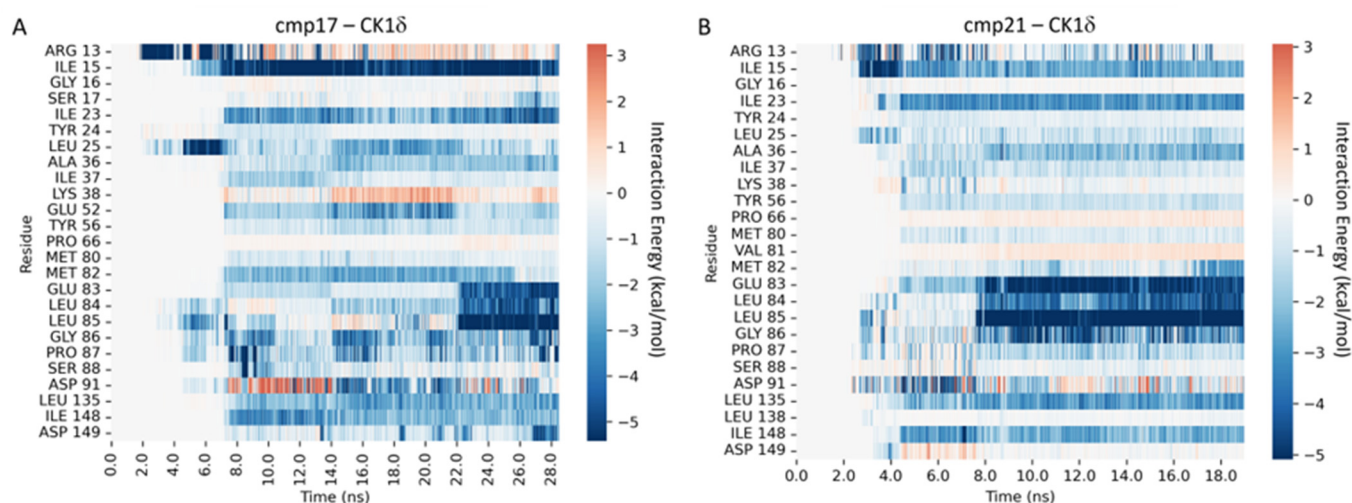 A
cmp17 – CK1δ
ARG 13
ILE 15
GLY 16
SER 17
ILE 23
TYR 24
LEU 25
ALA 36
ILE 37
LYS 38
GLU 52
TYR 56
PRO 66
MET 80
MET 82
GLU 83
LEU 84
LEU 85
GLY 86
PRO 87
SER 88
ASP 91
LEU 135
ILE 148
ASP 149
Residue
0.0 2.0 4.0 6.0 8.0 10.0 12.0 14.0 16.0 18.0 20.0 22.0 24.0 26.0 28.0
Time (ns)
3
2
1
0
−1
−2
−3
−4
−5
Interaction Energy (kcal/mol)
B
cmp21 – CK1δ
ARG 13
ILE 15
GLY 16
ILE 23
TYR 24
LEU 25
ALA 36
ILE 37
LYS 38
TYR 56
PRO 66
MET 80
VAL 81
MET 82
GLU 83
LEU 84
LEU 85
GLY 86
PRO 87
SER 88
ASP 91
LEU 135
LEU 138
ILE 148
ASP 149
Residue
0.0 2.0 4.0 6.0 8.0 10.0 12.0 14.0 16.0 18.0
Time (ns)
3
2
1
0
−1
−2
−3
−4
−5
Interaction Energy (kcal/mol)